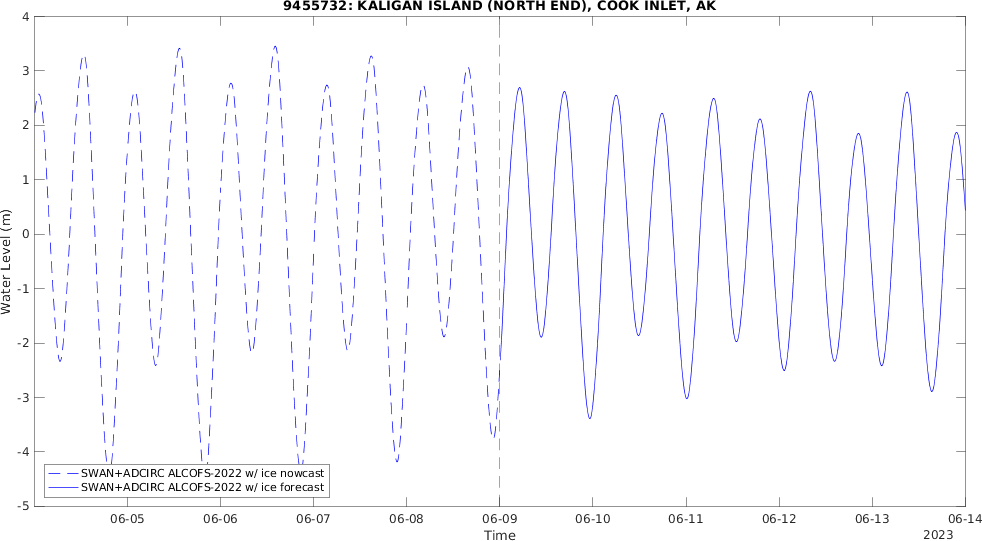 9455732: KALIGAN ISLAND (NORTH END), COOK INLET, AK
4
3
2
1
0
-1
-2
-3
-4
-5
Water Level (m)
SWAN+ADCIRC ALCOFS-2022 w/ ice nowcast
SWAN+ADCIRC ALCOFS-2022 w/ ice forecast
06-05 06-06 06-07 06-08 06-09 06-10 06-11 06-12 06-13 06-14
Time
2023